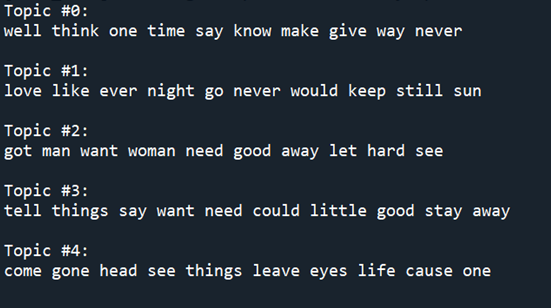 Topic #0:
well think one time say know make give way never
Topic #1:
love like ever night go never would keep still sun
Topic #2:
got man want woman need good away let hard see
Topic #3:
tell things say want need could little good stay away
Topic #4:
come gone head see things leave eyes life cause one